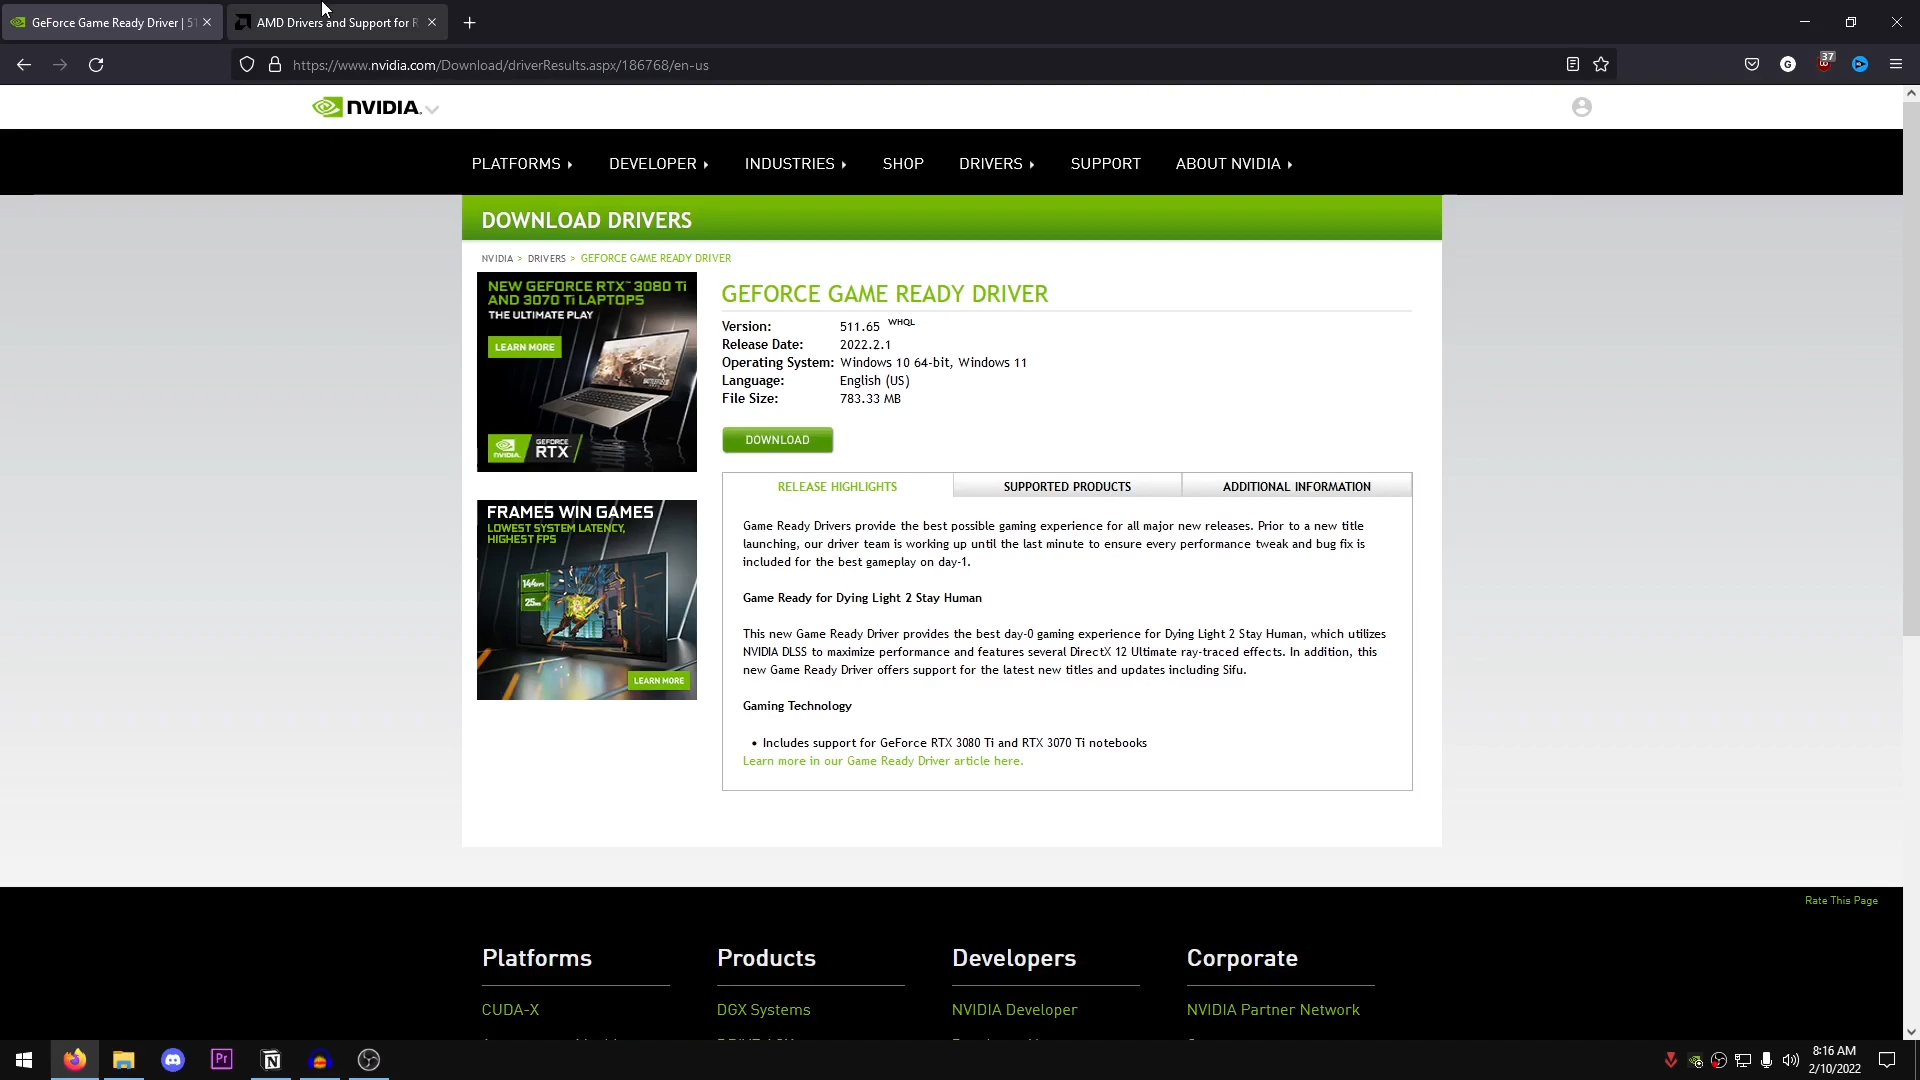 GeForce Game Ready Driver | 51
AMD Drivers and Support for R
https://www.nvidia.com/Download/driverResults.aspx/186768/en-us
G
37
NVIDIA.
PLATFORMS
DEVELOPER
INDUSTRIES
SHOP
DRIVERS
SUPPORT
ABOUT NVIDIA
DOWNLOAD DRIVERS
NVIDIA > DRIVERS > GEFORCE GAME READY DRIVER
NEW GEFORCE RTX™ 3080 Ti
AND 3070 Ti LAPTOPS
THE ULTIMATE PLAY
LEARN MORE
BATTLEFIELD
NVIDIA.
GEFORCE
RTX
FRAMES WIN GAMES
LOWEST SYSTEM LATENCY,
HIGHEST FPS
144FPS
25ms
LEARN MORE
GEFORCE GAME READY DRIVER
Version: 511.65 WHQL
Release Date: 2022.2.1
Operating System: Windows 10 64-bit, Windows 11
Language: English (US)
File Size: 783.33 MB
DOWNLOAD
RELEASE HIGHLIGHTS
SUPPORTED PRODUCTS
ADDITIONAL INFORMATION
Game Ready Drivers provide the best possible gaming experience for all major new releases. Prior to a new title
launching, our driver team is working up until the last minute to ensure every performance tweak and bug fix is
included for the best gameplay on day-1.
Game Ready for Dying Light 2 Stay Human
This new Game Ready Driver provides the best day-0 gaming experience for Dying Light 2 Stay Human, which utilizes
NVIDIA DLSS to maximize performance and features several DirectX 12 Ultimate ray-traced effects. In addition, this
new Game Ready Driver offers support for the latest new titles and updates including Sifu.
Gaming Technology
• Includes support for GeForce RTX 3080 Ti and RTX 3070 Ti notebooks
Learn more in our Game Ready Driver article here.
Rate This Page
Platforms
Products
Developers
Corporate
CUDA-X
DGX Systems
NVIDIA Developer
NVIDIA Partner Network
Pr
N
8:16 AM
2/10/2022